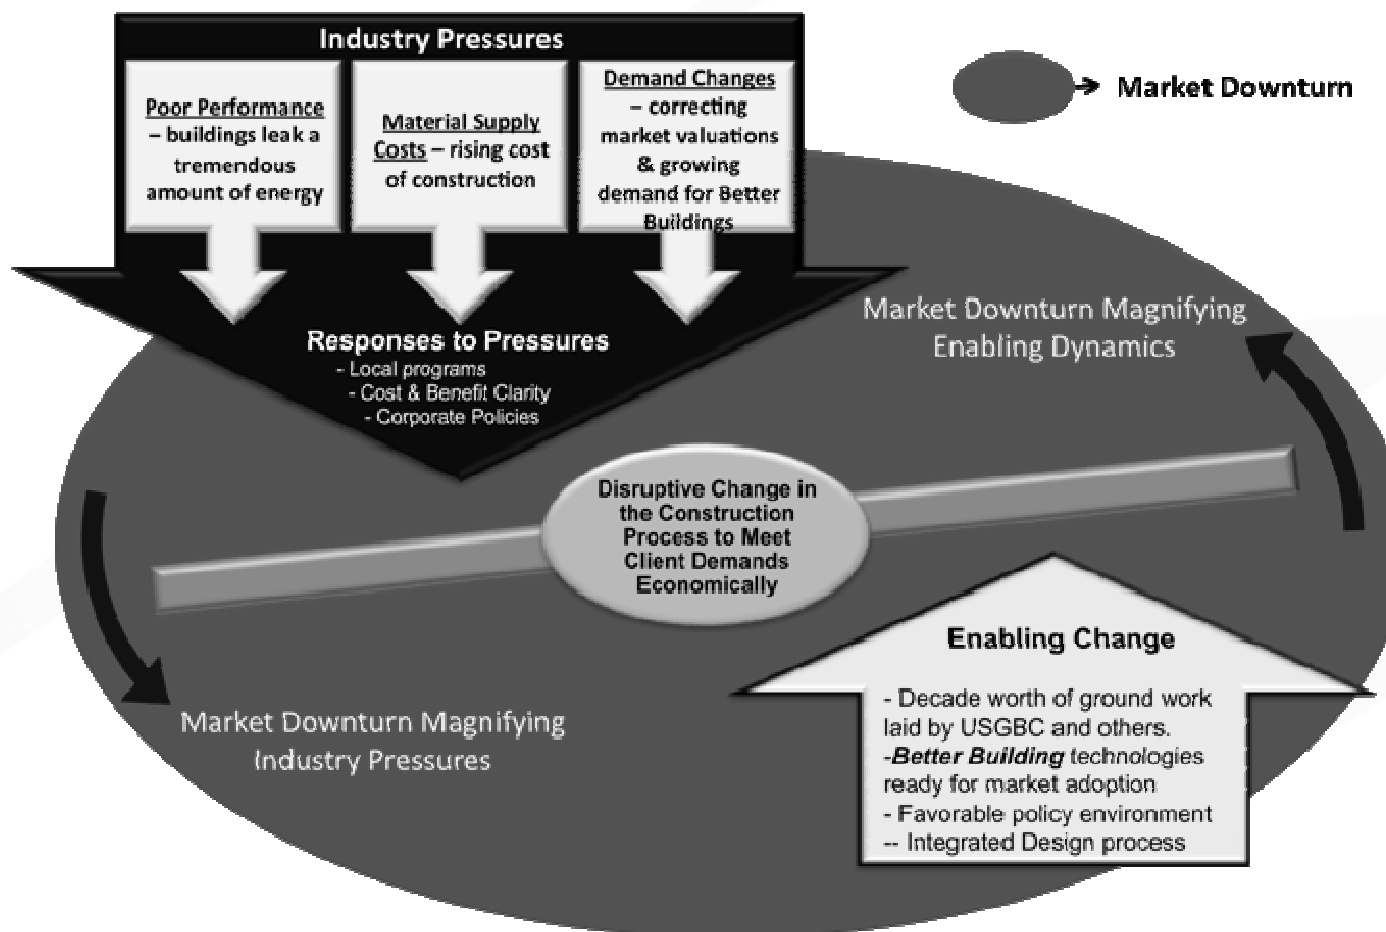 Industry Pressures
Poor Performance
– buildings leak a
tremendous
amount of energy
Material Supply
Costs – rising cost
of construction
Demand Changes
– correcting
market valuations
& growing
demand for Better
Buildings
Market Downturn
Responses to Pressures
- Local programs
- Cost & Benefit Clarity
- Corporate Policies
Market Downturn Magnifying
Enabling Dynamics
Disruptive Change in
the Construction
Process to Meet
Client Demands
Economically
Market Downturn Magnifying
Industry Pressures
Enabling Change
- Decade worth of ground work
laid by USGBC and others.
-Better Building technologies
ready for market adoption
- Favorable policy environment
-- Integrated Design process